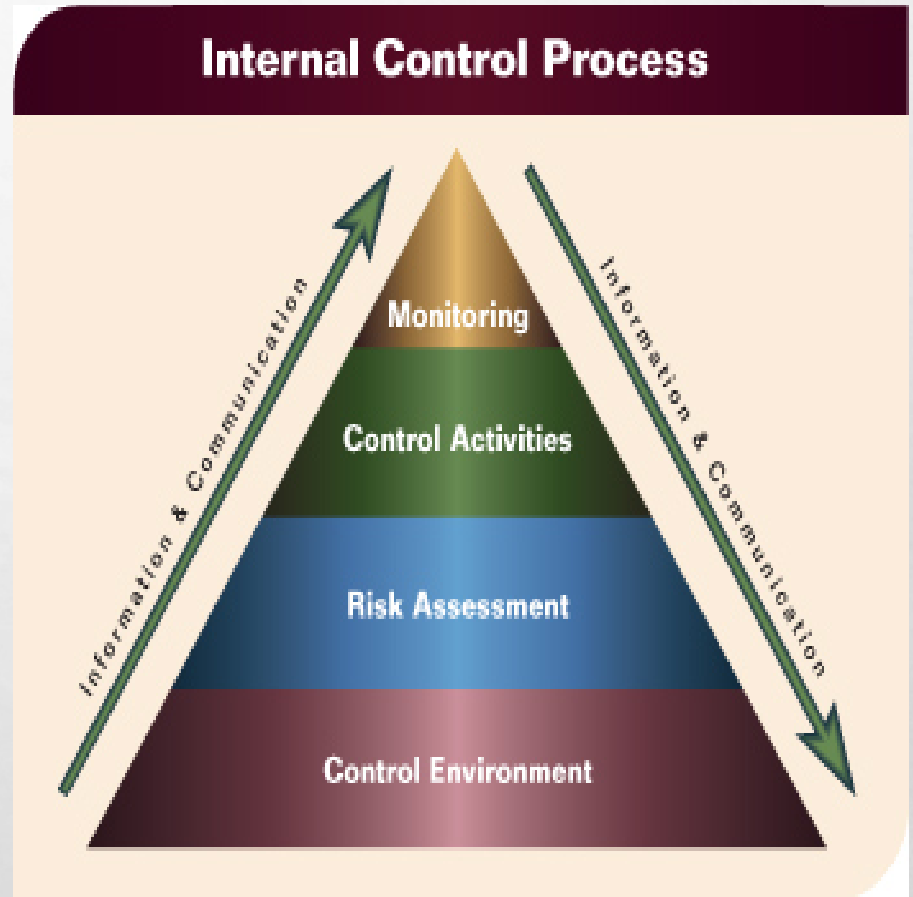 Internal Control Process
Information & Communication
Information & Communication
Monitoring
Control Activities
Risk Assessment
Control Environment